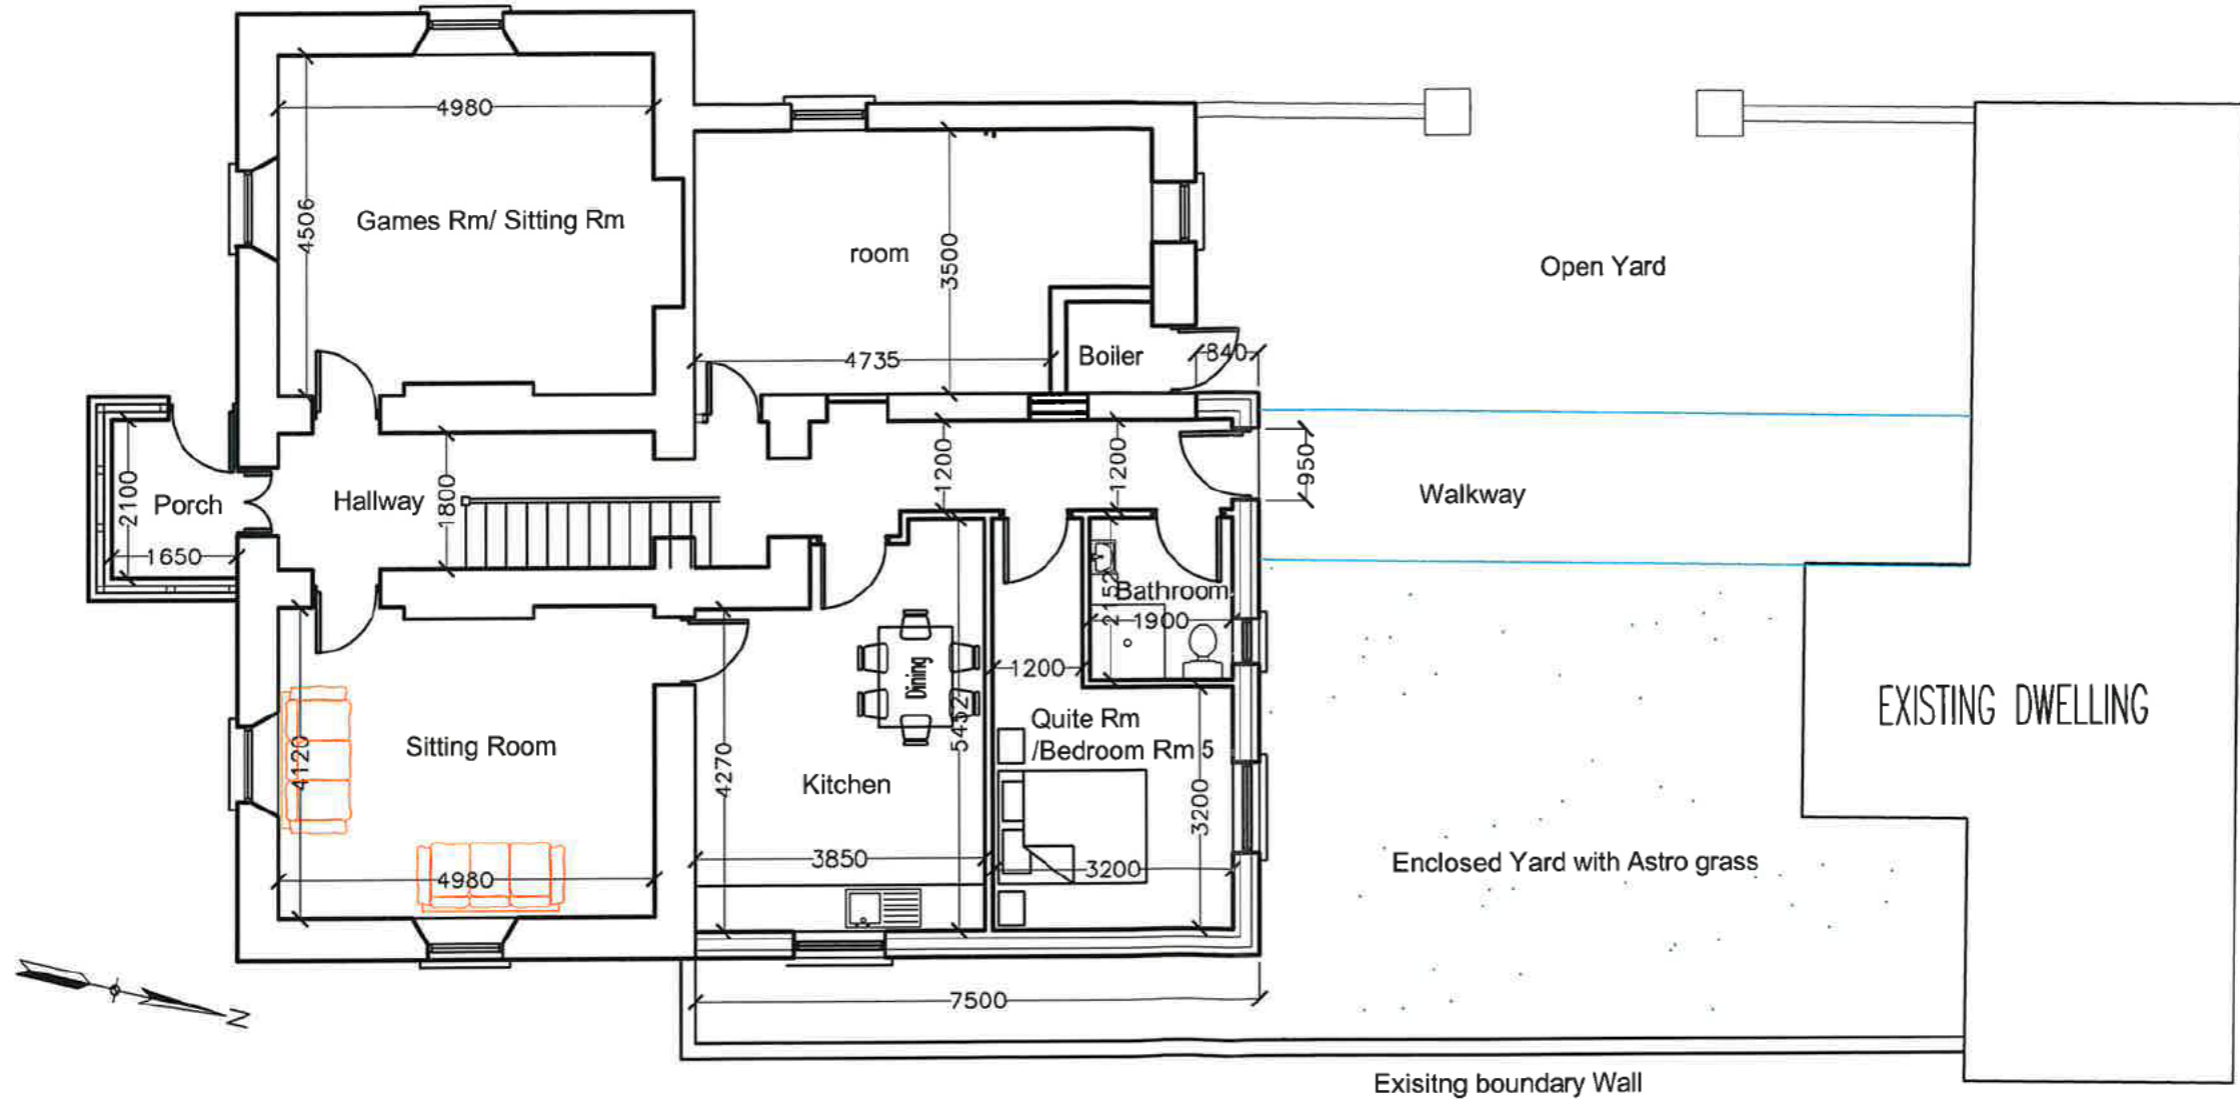 4980
4506
Games Rm/ Sitting Rm
room
3500
Open Yard
4735
Boiler
840
2100
Porch
1650
Hallway
1800
1200
1200
950
Walkway
Bathroom
2152
1900
1200
Dining
5452
Quite Rm
/Bedroom Rm 5
EXISTING DWELLING
4120
Sitting Room
4270
Kitchen
3200
3850
3200
4980
Enclosed Yard with Astro grass
7500
N
Exisitng boundary Wall